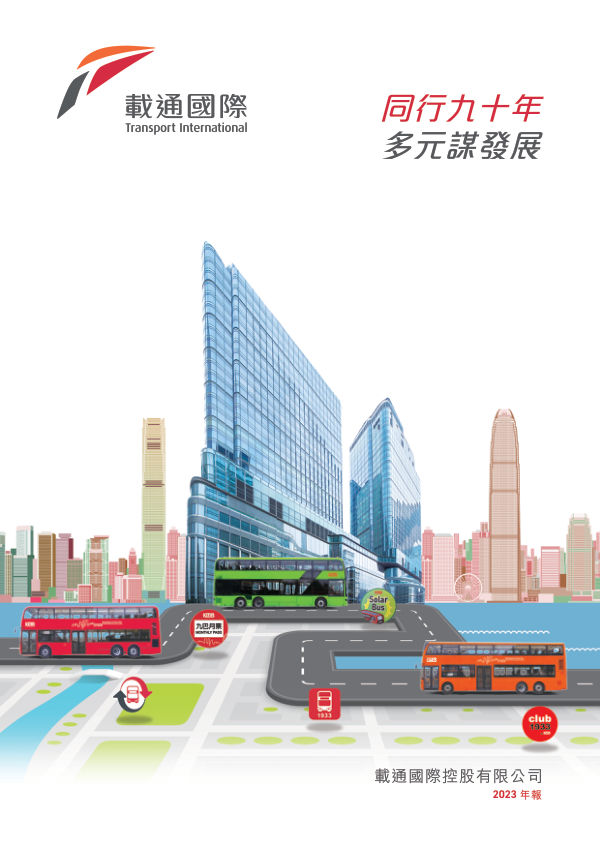 載通國際
Transport International
同行九十年
多元謀發展
Solar
Bus
KMB
九巴月票
MONTHLY PASS
1933
club
1933
載通國際控股有限公司
2023 年報